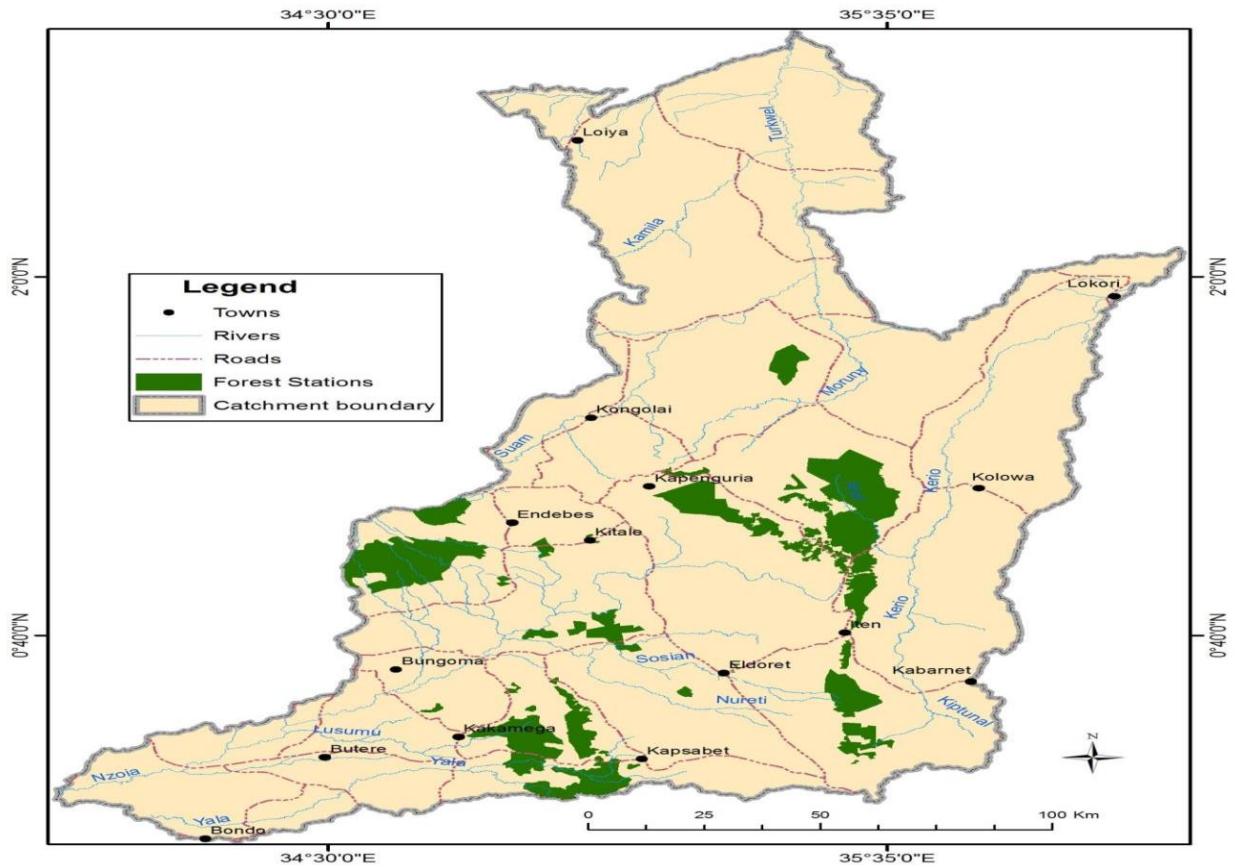 34°30'0"E
35°35'0"E
Loiya
Turkwel
Kamila
2°0'0"N
2°0'0"N
Lokori
Legend
Towns
Rivers
Roads
Forest Stations
Catchment boundary
Moruny
Kongolai
Suam
Kapenguria
Kerio
Kolowa
Endebes
Kitale
Kerio
0°40'0"N
0°40'0"N
Iten
Bungoma
Sosian
Eldoret
Kabarnet
Nureti
Kiptunal
Lusumu
Kakamega
Butere
Yala
Kapsabet
N
Nzoia
Yala
Bondo
0 25 50 100 Km
34°30'0"E
35°35'0"E